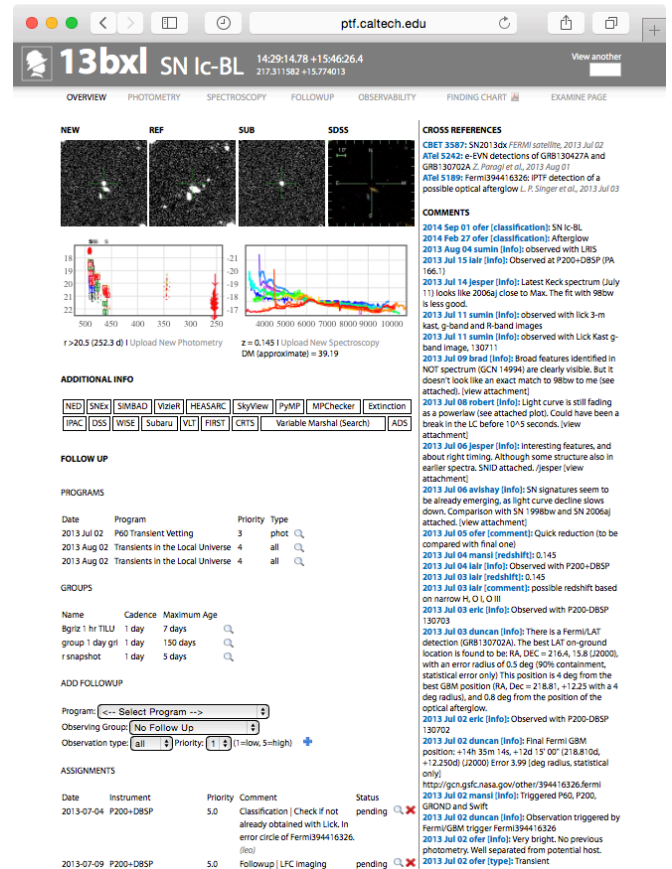 ptf.caltech.edu
13bxl SN Ic-BL 14:29:14.78 +15:46:26.4
217.311582 +15.774013
View another
OVERVIEW PHOTOMETRY SPECTROSCOPY FOLLOWUP OBSERVABILITY FINDING CHART EXAMINE PAGE
NEW REF SUB SDSS
10"
N
E W
S
18
19
20
21
22
500 450 400 350 300 250
-21
-20
-19
-18
-17
4000 5000 6000 7000 8000 9000 10000
r >20.5 (252.3 d) | Upload New Photometry
z = 0.145 | Upload New Spectroscopy
DM (approximate) = 39.19
ADDITIONAL INFO
NED SNEx SIMBAD VizieR HEASARC SkyView PyMP MPChecker Extinction
IPAC DSS WISE Subaru VLT FIRST CRTS Variable Marshal (Search) ADS
FOLLOW UP
PROGRAMS
Date Program Priority Type
2013 Jul 02 P60 Transient Vetting 3 phot
2013 Aug 02 Transients in the Local Universe 4 all
2013 Aug 02 Transients in the Local Universe 4 all
GROUPS
Name Cadence Maximum Age
Bgriz 1 hr TILU 1 day 7 days
group 1 day gri 1 day 150 days
r snapshot 1 day 5 days
ADD FOLLOWUP
Program: <-- Select Program -->
Observing Group: No Follow Up
Observation type: all Priority: 1 (1=low, 5=high)
ASSIGNMENTS
Date Instrument Priority Comment Status
2013-07-04 P200+DBSP 5.0 Classification | Check if not pending
already obtained with Lick. In
error circle of Fermi394416326.
(leo)
2013-07-09 P200+DBSP 5.0 Followup | LFC imaging pending
CROSS REFERENCES
CBET 3587: SN2013dx FERMI satellite, 2013 Jul 02
ATel 5242: e-EVN detections of GRB130427A and
GRB130702A Z. Paragi et al., 2013 Aug 01
ATel 5189: Fermi394416326: iPTF detection of a
possible optical afterglow L. P. Singer et al., 2013 Jul 03
COMMENTS
2014 Sep 01 ofer [classification]: SN Ic-BL
2014 Feb 27 ofer [classification]: Afterglow
2013 Aug 04 sumin [info]: observed with LRIS
2013 Jul 15 iair [info]: Observed at P200+DBSP (PA
166.1)
2013 Jul 14 jesper [info]: Latest Keck spectrum (July
11) looks like 2006aj close to Max. The fit with 98bw
is less good.
2013 Jul 11 sumin [info]: observed with lick 3-m
kast, g-band and R-band images
2013 Jul 11 sumin [info]: observed with Lick Kast g-
band image, 130711
2013 Jul 09 brad [info]: Broad features identified in
NOT spectrum (GCN 14994) are clearly visible. But it
doesn't look like an exact match to 98bw to me (see
attached). [view attachment]
2013 Jul 08 robert [info]: Light curve is still fading
as a powerlaw (see attached plot). Could have been a
break in the LC before 10^5 seconds. [view
attachment]
2013 Jul 06 jesper [info]: interesting features, and
about right timing. Although some structure also in
earlier spectra. SNID attached. /jesper [view
attachment]
2013 Jul 06 avishay [info]: SN signatures seem to
be already emerging, as light curve decline slows
down. Comparison with SN 1998bw and SN 2006aj
attached. [view attachment]
2013 Jul 05 ofer [comment]: Quick reduction (to be
compared with final one)
2013 Jul 04 mansi [redshift]: 0.145
2013 Jul 04 iair [info]: Observed with P200+DBSP
2013 Jul 03 iair [redshift]: 0.145
2013 Jul 03 iair [comment]: possible redshift based
on narrow H, O I, O III
2013 Jul 03 eric [info]: Observed with P200-DBSP
130703
2013 Jul 03 duncan [info]: There is a Fermi/LAT
detection (GRB130702A). The best LAT on-ground
location is found to be: RA, DEC = 216.4, 15.8 (J2000),
with an error radius of 0.5 deg (90% containment,
statistical error only) This position is 4 deg from the
best GBM position (RA, Dec = 218.81, +12.25 with a 4
deg radius), and 0.8 deg from the position of the
optical afterglow.
2013 Jul 02 eric [info]: Observed with P200-DBSP
130702
2013 Jul 02 duncan [info]: Final Fermi GBM
position: +14h 35m 14s, +12d 15' 00" (218.810d,
+12.250d) (J2000) Error 3.99 [deg radius, statistical
only]
http://gcn.gsfc.nasa.gov/other/394416326.fermi
2013 Jul 02 mansi [info]: Triggered P60, P200,
GROND and Swift
2013 Jul 02 duncan [info]: Observation triggered by
Fermi/GBM trigger Fermi394416326
2013 Jul 02 ofer [info]: Very bright. No previous
photometry. Well separated from potential host.
2013 Jul 02 ofer [type]: Transient